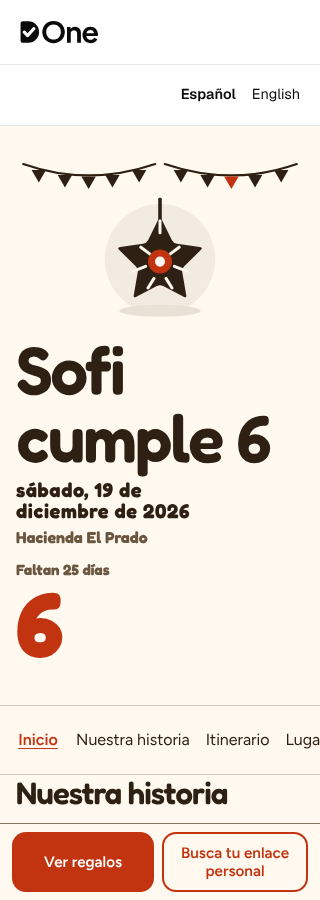 One
Español English
Sofi
cumple 6
sábado, 19 de
diciembre de 2026
Hacienda El Prado
Faltan 25 días
6
Inicio Nuestra historia Itinerario Luga
Nuestra historia
Ver regalos
Busca tu enlace
personal